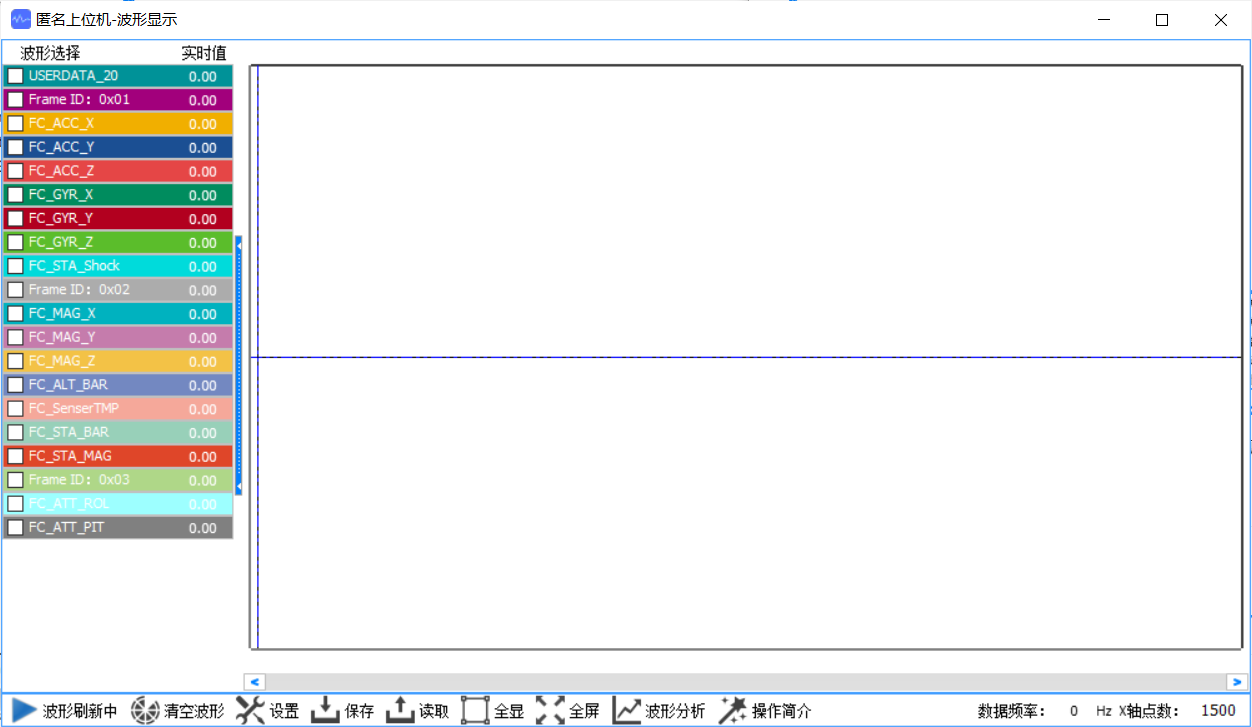 匿名上位机-波形显示
波形选择 实时值
USERDATA_20 0.00
Frame ID: 0x01 0.00
FC_ACC_X 0.00
FC_ACC_Y 0.00
FC_ACC_Z 0.00
FC_GYR_X 0.00
FC_GYR_Y 0.00
FC_GYR_Z 0.00
FC_STA_Shock 0.00
Frame ID: 0x02 0.00
FC_MAG_X 0.00
FC_MAG_Y 0.00
FC_MAG_Z 0.00
FC_ALT_BAR 0.00
FC_SenserTMP 0.00
FC_STA_BAR 0.00
FC_STA_MAG 0.00
Frame ID: 0x03 0.00
FC_ATT_ROL 0.00
FC_ATT_PIT 0.00
波形刷新中 清空波形 设置 保存 读取 全显 全屏 波形分析 操作简介 数据频率: 0 Hz X轴点数: 1500